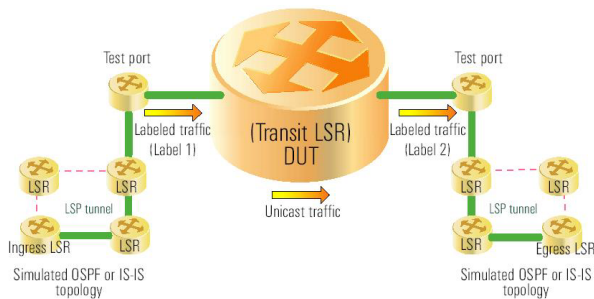 Test port
Test port
Labeled traffic
(Label 1)
(Transit LSR)
DUT
Labeled traffic
(Label 2)
Unicast traffic
LSR
LSR
LSP tunnel
Ingress LSR
LSR
Simulated OSPF or IS-IS
topology
LSR
LSR
LSP tunnel
LSR
Egress LSR
Simulated OSPF or IS-IS
topology